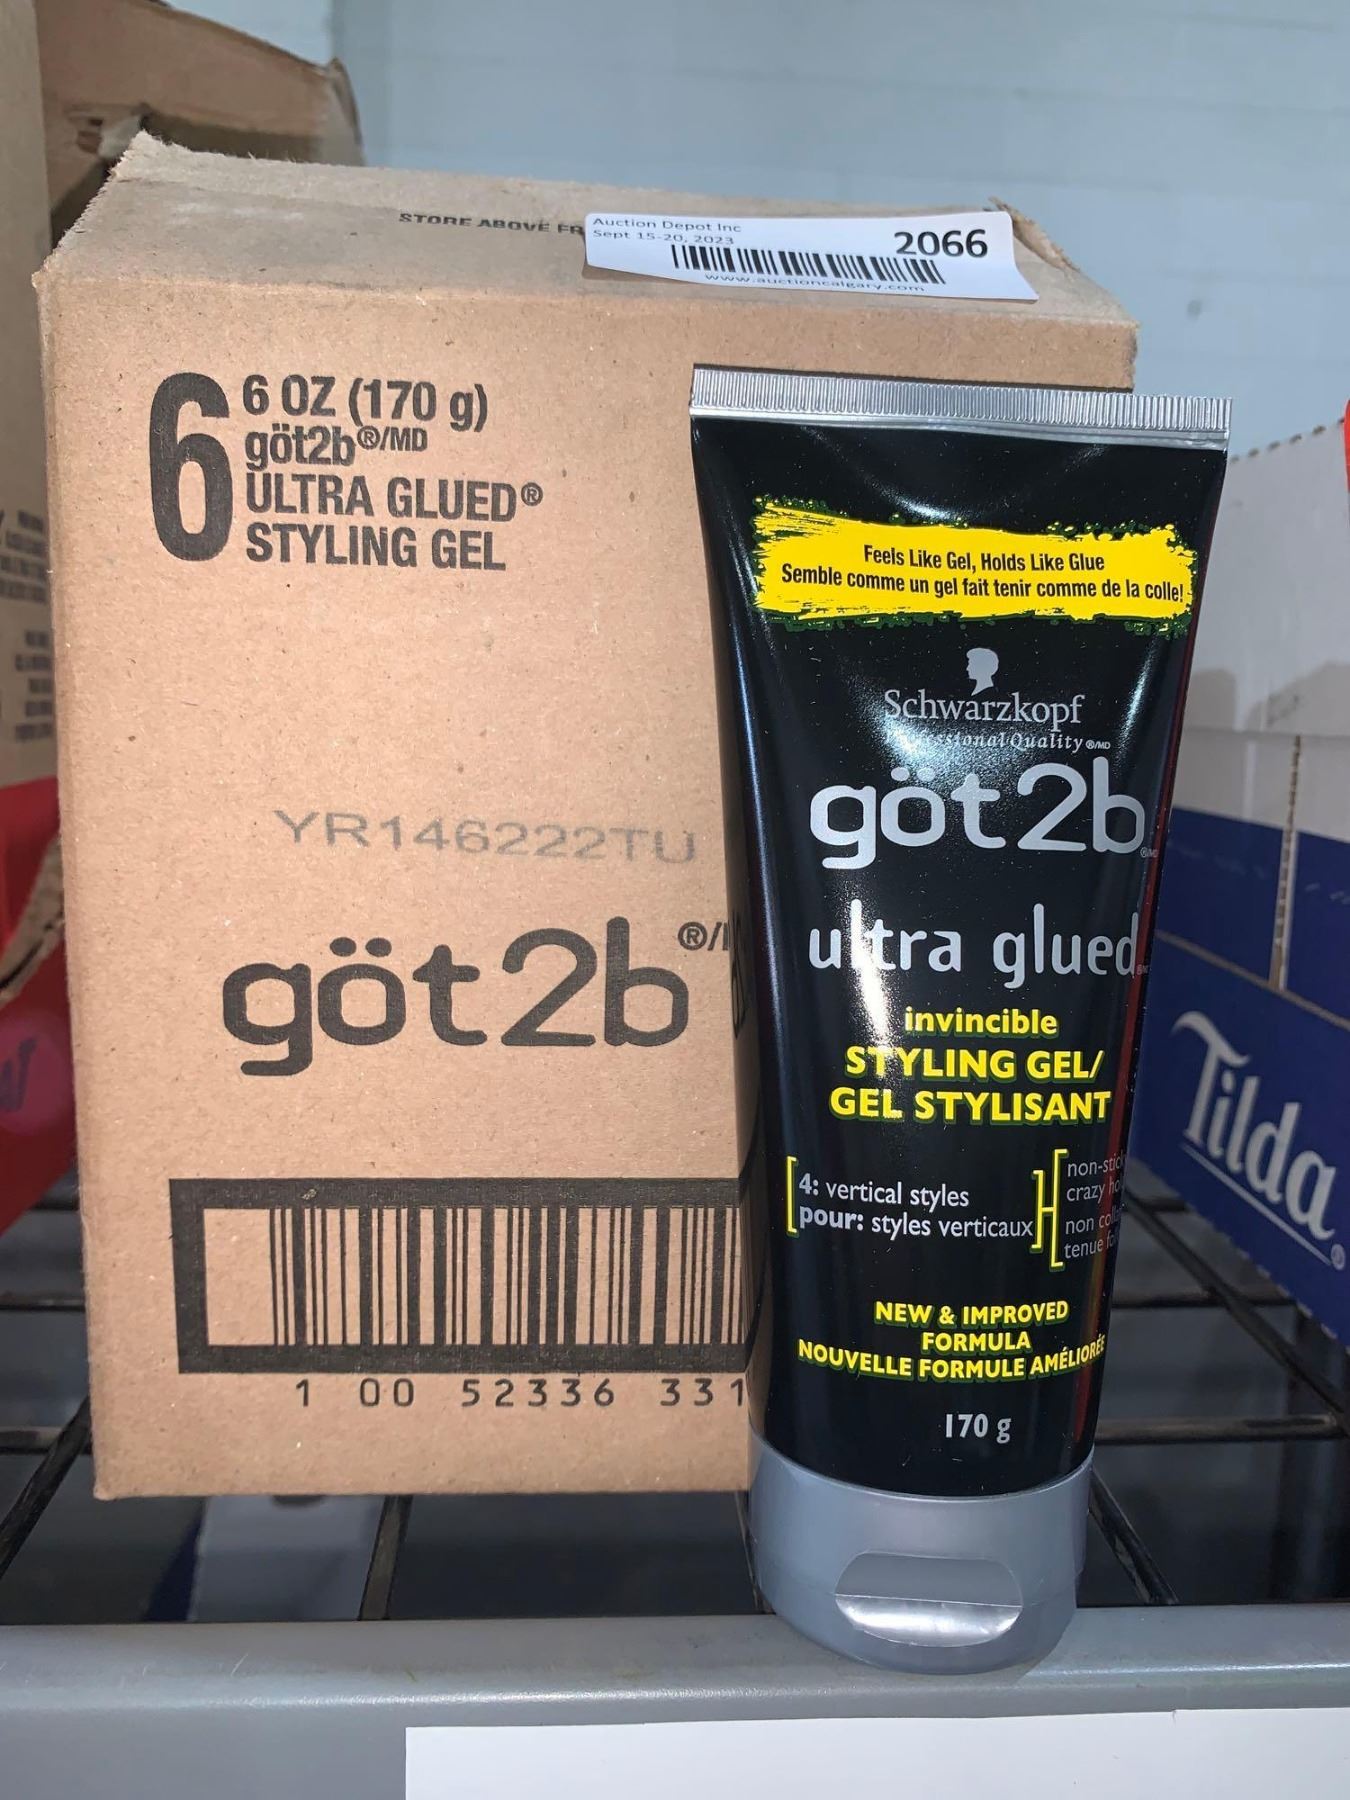 STORE ABOVE
Auction Depot Inc
Sept 15-20, 2023
2066
www.auctioncalgary.com
6
6 OZ (170 g)
göt2b®/MD
ULTRA GLUED®
STYLING GEL
YR146222TU
göt2b®/
1 00 52336 331
Feels Like Gel, Holds Like Glue
Semble comme un gel fait tenir comme de la colle!
Schwarzkopf
Quality®/MD
göt2b
ultra glued
invincible
STYLING GEL/
GEL STYLISANT
4: vertical styles
pour: styles verticaux
crazy
non
tenue
NEW & IMPROVED
FORMULA
NOUVELLE FORMULE AMÉLIORÉE
170 g
Tilda®